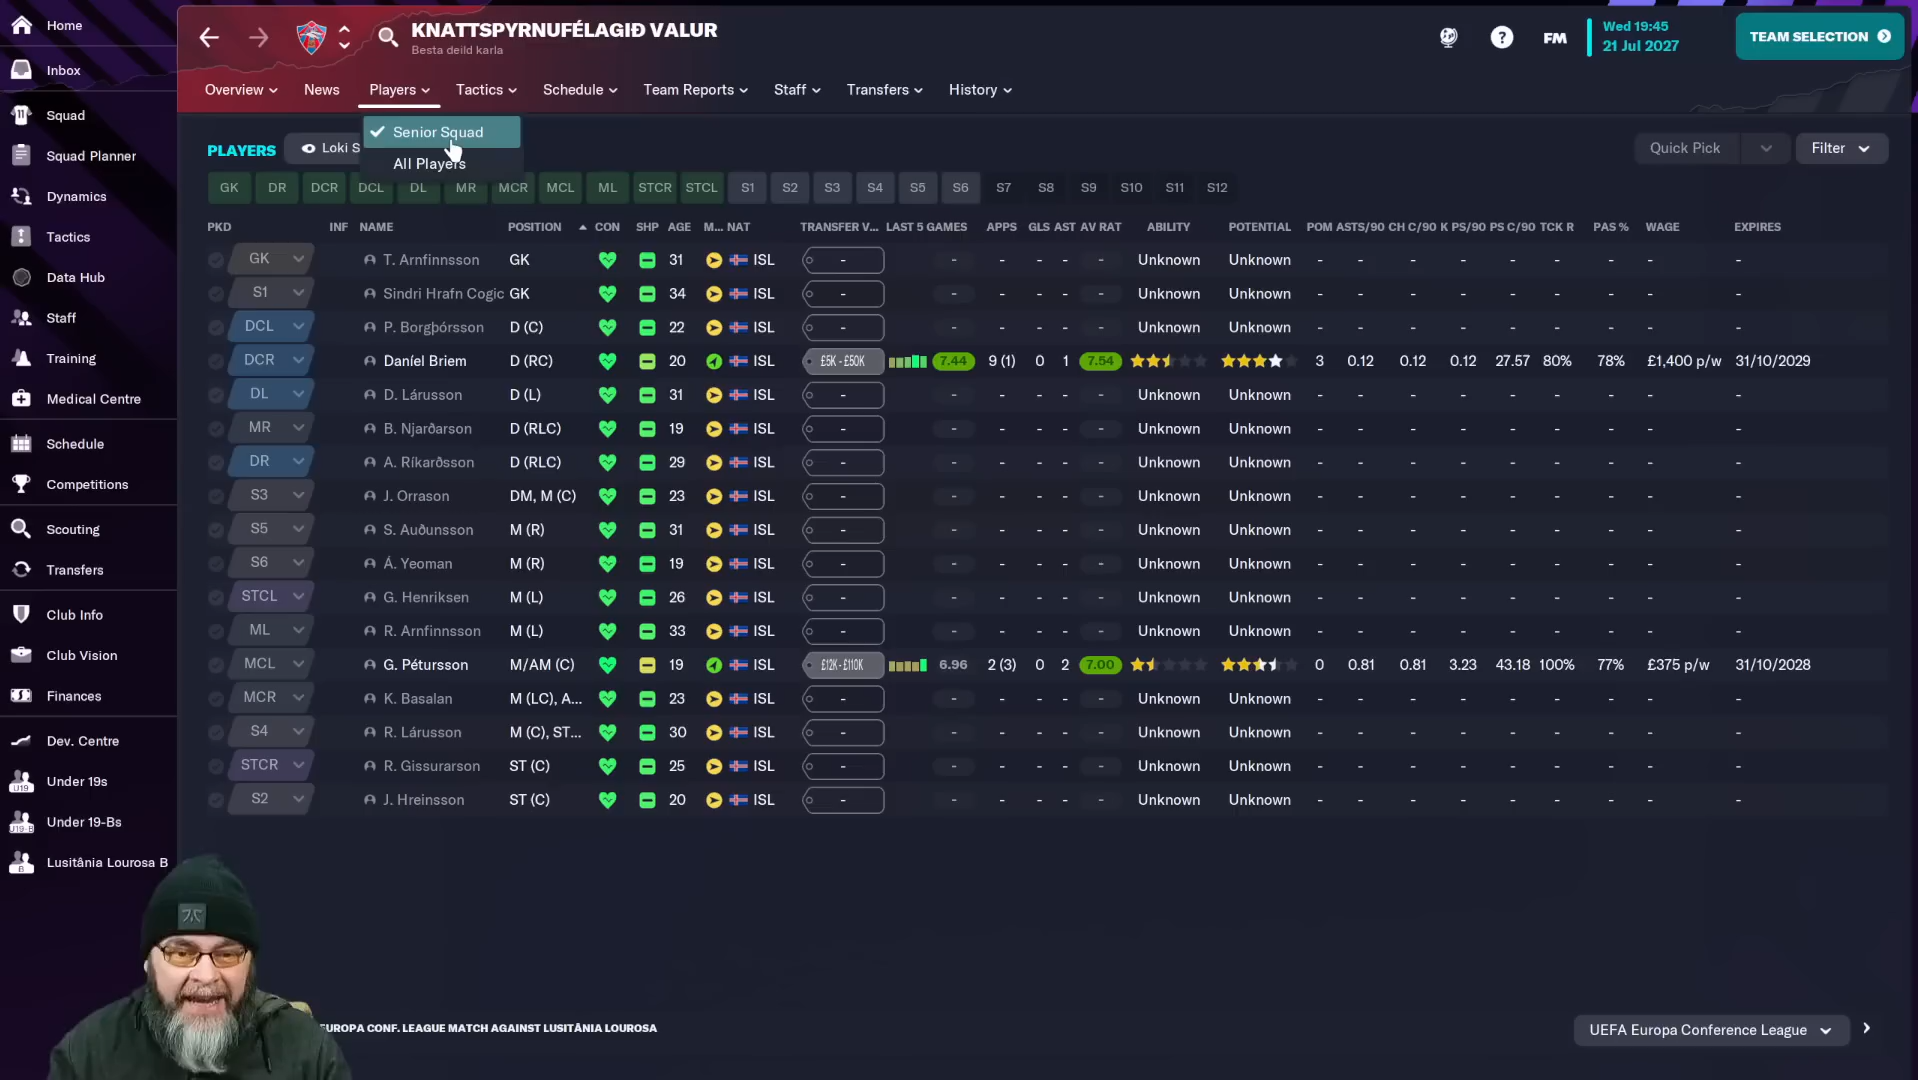 Home
Inbox
Squad
Squad Planner
Dynamics
Tactics
Data Hub
Staff
Training
Medical Centre
Schedule
Competitions
Scouting
Transfers
Club Info
Club Vision
Finances
Dev. Centre
U19 Under 19s
U19-B Under 19-Bs
B Lusitânia Lourosa B
KNATTSPYRNUFÉLAGIÐ VALUR
Besta deild karla
? FM Wed 19:45
21 Jul 2027
TEAM SELECTION
Overview News Players Tactics Schedule Team Reports Staff Transfers History
Senior Squad
All Players
PLAYERS Loki S Quick Pick Filter
GK DR DCR DCL DL MR MCR MCL ML STCR STCL S1 S2 S3 S4 S5 S6 S7 S8 S9 S10 S11 S12
PKD INF NAME POSITION CON SHP AGE M... NAT TRANSFER V... LAST 5 GAMES APPS GLS AST AV RAT ABILITY POTENTIAL POM ASTS/90 CH C/90 K PS/90 PS C/90 TCK R PAS % WAGE EXPIRES
GK T. Arnfinnsson GK 31 ISL - - - - - - Unknown Unknown - - - - - - - - -
S1 Sindri Hrafn Cogic GK 34 ISL - - - - - - Unknown Unknown - - - - - - - - -
DCL P. Borgþórsson D (C) 22 ISL - - - - - - Unknown Unknown - - - - - - - - -
DCR Daníel Briem D (RC) 20 ISL £5K - £50K 7.44 9 (1) 0 1 7.54 3 0.12 0.12 0.12 27.57 80% 78% £1,400 p/w 31/10/2029
DL D. Lárusson D (L) 31 ISL - - - - - - Unknown Unknown - - - - - - - - -
MR B. Njarðarson D (RLC) 19 ISL - - - - - - Unknown Unknown - - - - - - - - -
DR A. Ríkarðsson D (RLC) 29 ISL - - - - - - Unknown Unknown - - - - - - - - -
S3 J. Orrason DM, M (C) 23 ISL - - - - - - Unknown Unknown - - - - - - - - -
S5 S. Auðunsson M (R) 31 ISL - - - - - - Unknown Unknown - - - - - - - - -
S6 Á. Yeoman M (R) 19 ISL - - - - - - Unknown Unknown - - - - - - - - -
STCL G. Henriksen M (L) 26 ISL - - - - - - Unknown Unknown - - - - - - - - -
ML R. Arnfinnsson M (L) 33 ISL - - - - - - Unknown Unknown - - - - - - - - -
MCL G. Pétursson M/AM (C) 19 ISL £12K - £110K 6.96 2 (3) 0 2 7.00 0 0.81 0.81 3.23 43.18 100% 77% £375 p/w 31/10/2028
MCR K. Basalan M (LC), A... 23 ISL - - - - - - Unknown Unknown - - - - - - - - -
S4 R. Lárusson M (C), ST... 30 ISL - - - - - - Unknown Unknown - - - - - - - - -
STCR R. Gissurarson ST (C) 25 ISL - - - - - - Unknown Unknown - - - - - - - - -
S2 J. Hreinsson ST (C) 20 ISL - - - - - - Unknown Unknown - - - - - - - - -
EUROPA CONF. LEAGUE MATCH AGAINST LUSITÂNIA LOUROSA
UEFA Europa Conference League